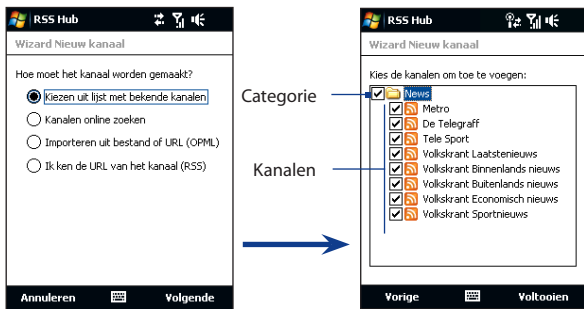 RSS Hub
Wizard Nieuw kanaal
Hoe moet het kanaal worden gemaakt?
Kiezen uit lijst met bekende kanalen
Kanalen online zoeken
Importeren uit bestand of URL (OPML)
Ik ken de URL van het kanaal (RSS)
Annuleren
Volgende
Categorie
Kanalen
RSS Hub
Wizard Nieuw kanaal
Kies de kanalen om toe te voegen:
News
Metro
De Telegraff
Tele Sport
Volkskrant Laatstenieuws
Volkskrant Binnenlands nieuws
Volkskrant Buitenlands nieuws
Volkskrant Economisch nieuws
Volkskrant Sportnieuws
Vorige
Voltooien